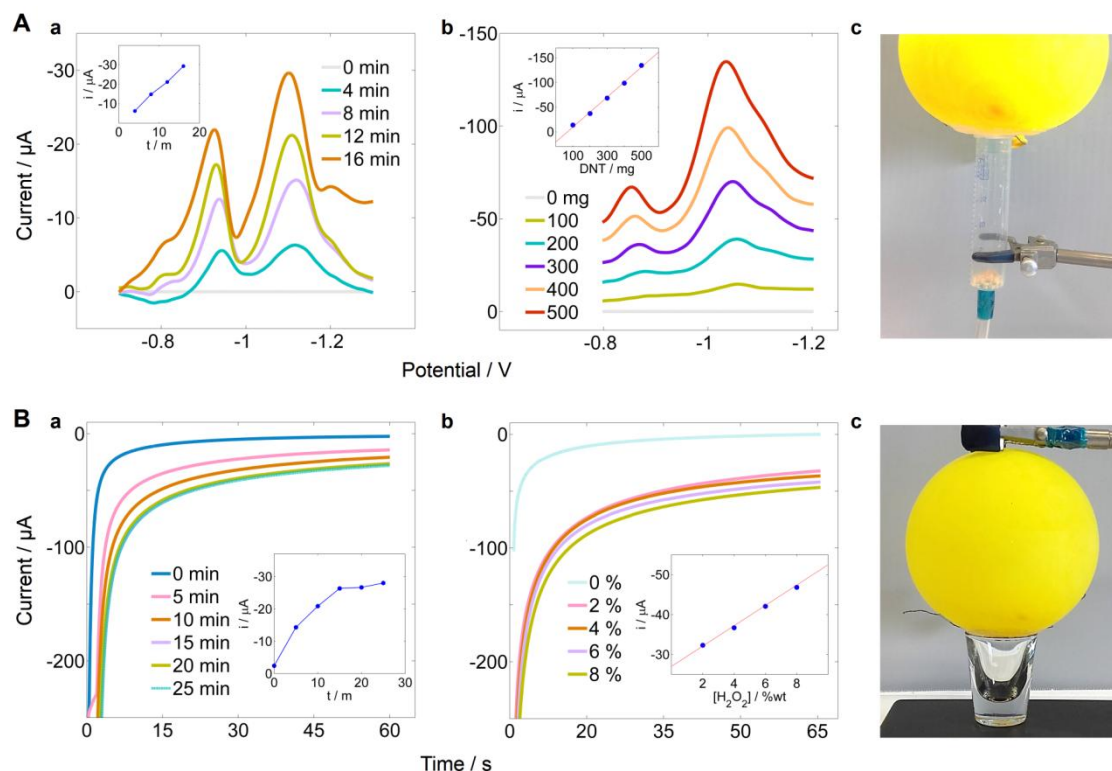 A
a
b
c
Current / µA
-30
-20
-10
0
-0.8
-1
-1.2
0 min
4 min
8 min
12 min
16 min
i / µA
-30
-20
-10
0
10
20
t / m
-150
-100
-50
0
-0.8
-1
-1.2
0 mg
100
200
300
400
500
i / µA
-150
-100
-50
0
100
300
500
DNT / mg
Potential / V
B
a
b
c
Current / µA
0
-100
-200
0
15
30
45
60
0 min
5 min
10 min
15 min
20 min
25 min
i / µA
-30
-20
-10
0
0
10
20
30
t / m
0
-100
-200
0
15
35
50
65
0 %
2 %
4 %
6 %
8 %
i / µA
-50
-40
-30
2
4
6
8
[H₂O₂] / %wt
Time / s